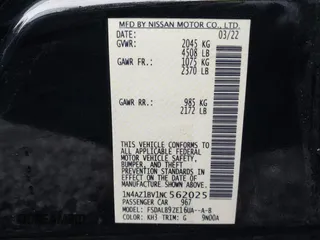 MFD BY NISSAN MOTOR CO., LTD.
DATE: 03/22
GVWR: 2045 KG
4508 LB
GAWR FR: 1075 KG
2370 LB
GAWR RR: 985 KG
2172 LB
THIS VEHICLE CONFORMS TO ALL
APPLICABLE FEDERAL MOTOR
VEHICLE SAFETY,
BUMPER, AND THEFT
PREVENTION STANDARDS
IN EFFECT ON THE DATE OF
MANUFACTURE SHOWN ABOVE.
1N4AZ1BV1NC562025
PASSENGER CAR 967
MODEL:
COLOR: KH3 TRIM: G 9N00A